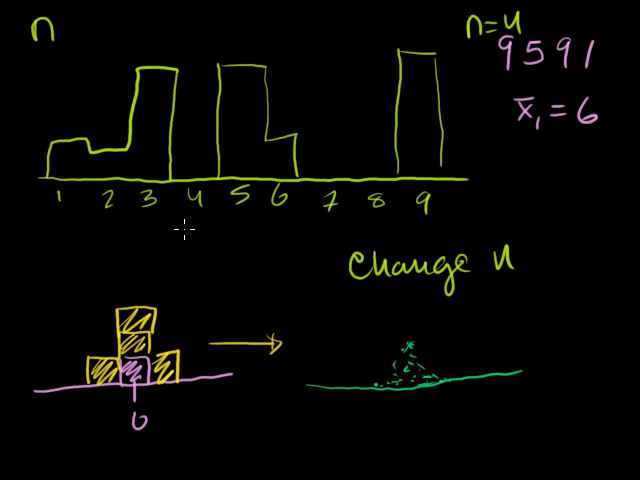 n
n=4
9 5 9 1
x̄₁ = 6
1 2 3 4 5 6 7 8 9
Change n
6